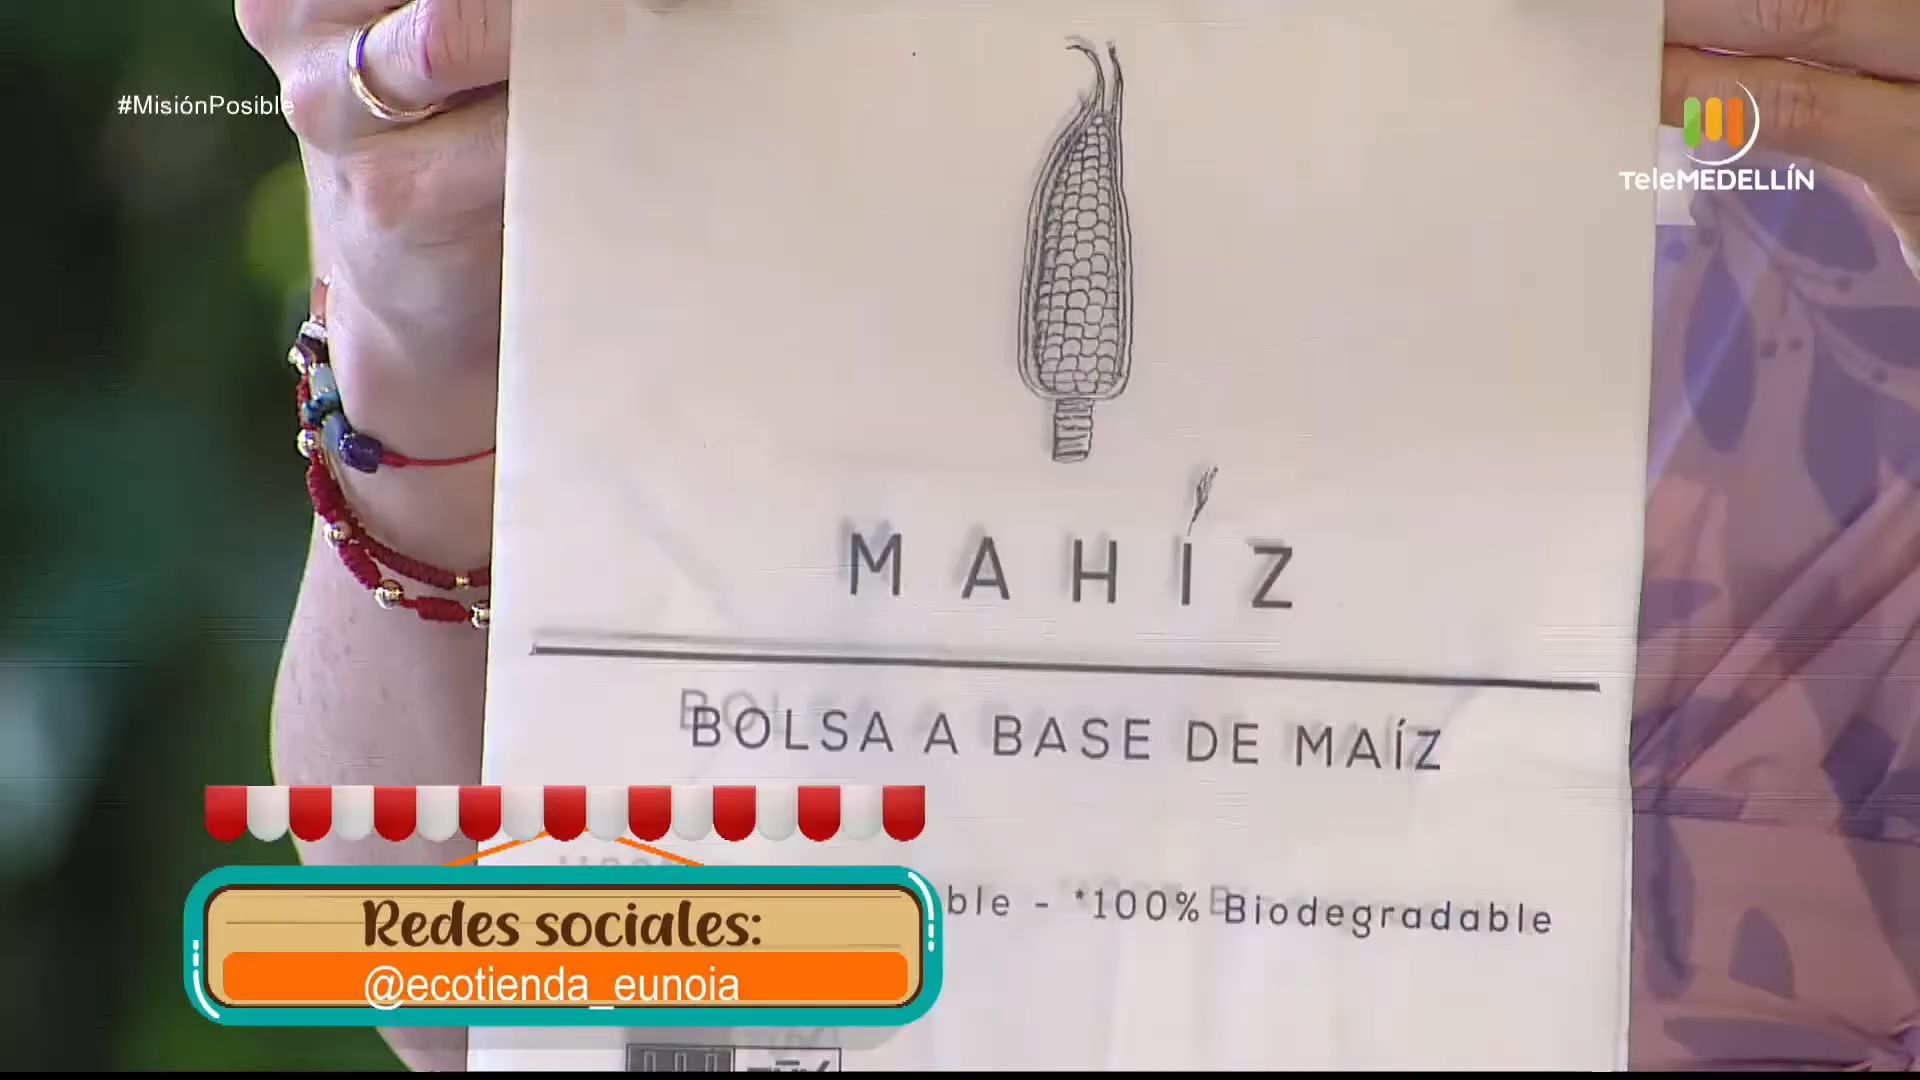 #MisiónPosible
TeleMEDELLÍN
MAHÍZ
BOLSA A BASE DE MAÍZ
ble - *100% Biodegradable
Redes sociales:
@ecotienda_eunoia